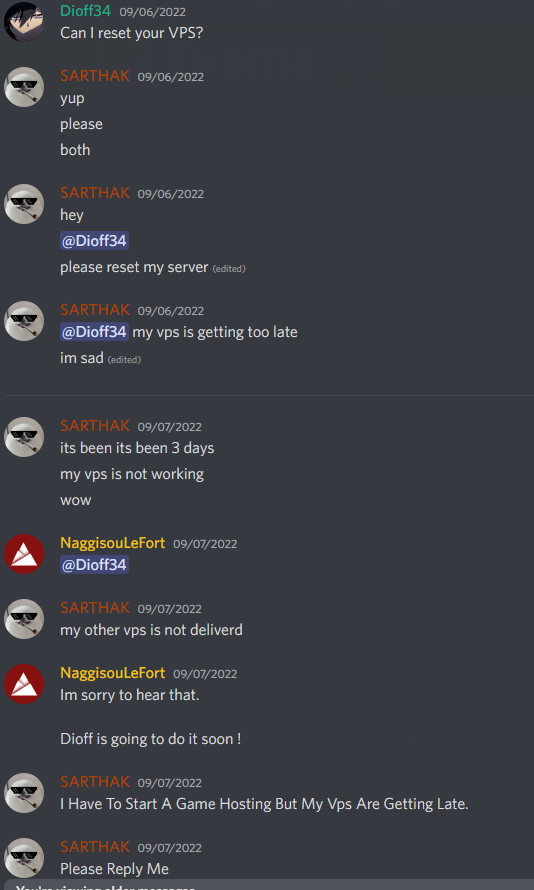 Dioff34 09/06/2022
Can I reset your VPS?
SARTHAK 09/06/2022
yup
please
both
SARTHAK 09/06/2022
hey
@Dioff34
please reset my server (edited)
SARTHAK 09/06/2022
@Dioff34 my vps is getting too late
im sad (edited)
SARTHAK 09/07/2022
its been its been 3 days
my vps is not working
wow
NaggisouLeFort 09/07/2022
@Dioff34
SARTHAK 09/07/2022
my other vps is not deliverd
NaggisouLeFort 09/07/2022
Im sorry to hear that.
Dioff is going to do it soon !
SARTHAK 09/07/2022
I Have To Start A Game Hosting But My Vps Are Getting Late.
SARTHAK 09/07/2022
Please Reply Me
You're viewing older messages